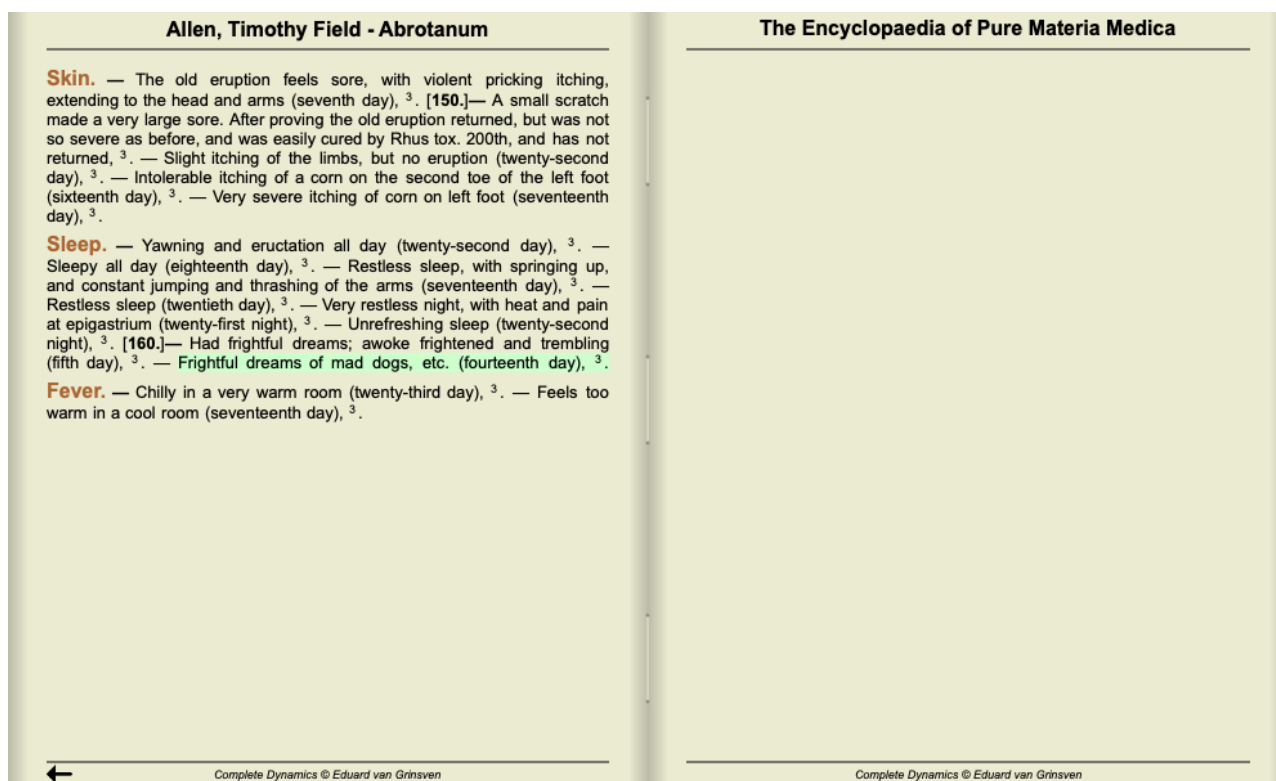 Allen, Timothy Field - Abrotanum
Skin. — The old eruption feels sore, with violent pricking itching,
extending to the head and arms (seventh day), ³. [150.]— A small scratch
made a very large sore. After proving the old eruption returned, but was not
so severe as before, and was easily cured by Rhus tox. 200th, and has not
returned, ³. — Slight itching of the limbs, but no eruption (twenty-second
day), ³. — Intolerable itching of a corn on the second toe of the left foot
(sixteenth day), ³. — Very severe itching of corn on left foot (seventeenth
day), ³.
Sleep. — Yawning and eructation all day (twenty-second day), ³. —
Sleepy all day (eighteenth day), ³. — Restless sleep, with springing up,
and constant jumping and thrashing of the arms (seventeenth day), ³. —
Restless sleep (twentieth day), ³. — Very restless night, with heat and pain
at epigastrium (twenty-first night), ³. — Unrefreshing sleep (twenty-second
night), ³. [160.]— Had frightful dreams; awoke frightened and trembling
(fifth day), ³. — Frightful dreams of mad dogs, etc. (fourteenth day), ³.
Fever. — Chilly in a very warm room (twenty-third day), ³. — Feels too
warm in a cool room (seventeenth day), ³.
Complete Dynamics © Eduard van Grinsven
The Encyclopaedia of Pure Materia Medica
Complete Dynamics © Eduard van Grinsven